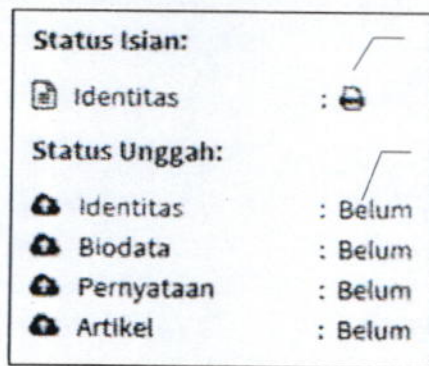 Status Isian:
Identitas :
Status Unggah:
Identitas : Belum
Biodata : Belum
Pernyataan : Belum
Artikel : Belum